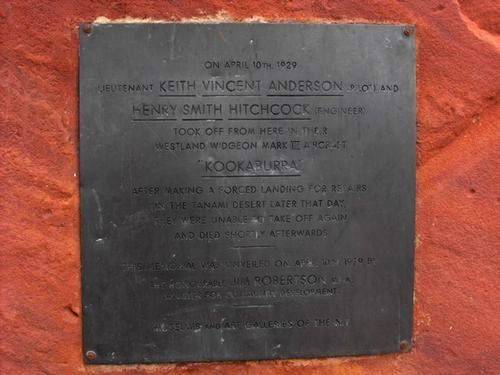 ON APRIL 10TH 1929
LIEUTENANT KEITH VINCENT ANDERSON (PILOT) AND
HENRY SMITH HITCHCOCK (ENGINEER)
TOOK OFF FROM HERE IN THEIR
WESTLAND WIDGEON MARK III AIRCRAFT
"KOOKABURRA"
AFTER MAKING A FORCED LANDING FOR REPAIRS
IN THE TANAMI DESERT LATER THAT DAY,
THEY WERE UNABLE TO TAKE OFF AGAIN
AND DIED SHORTLY AFTERWARDS
THIS MEMORIAL WAS UNVEILED ON APRIL 10TH 1979 BY
THE HONOURABLE JIM ROBERTSON
MINISTER FOR COMMUNITY DEVELOPMENT
MUSEUMS AND ART GALLERIES OF THE N.T.